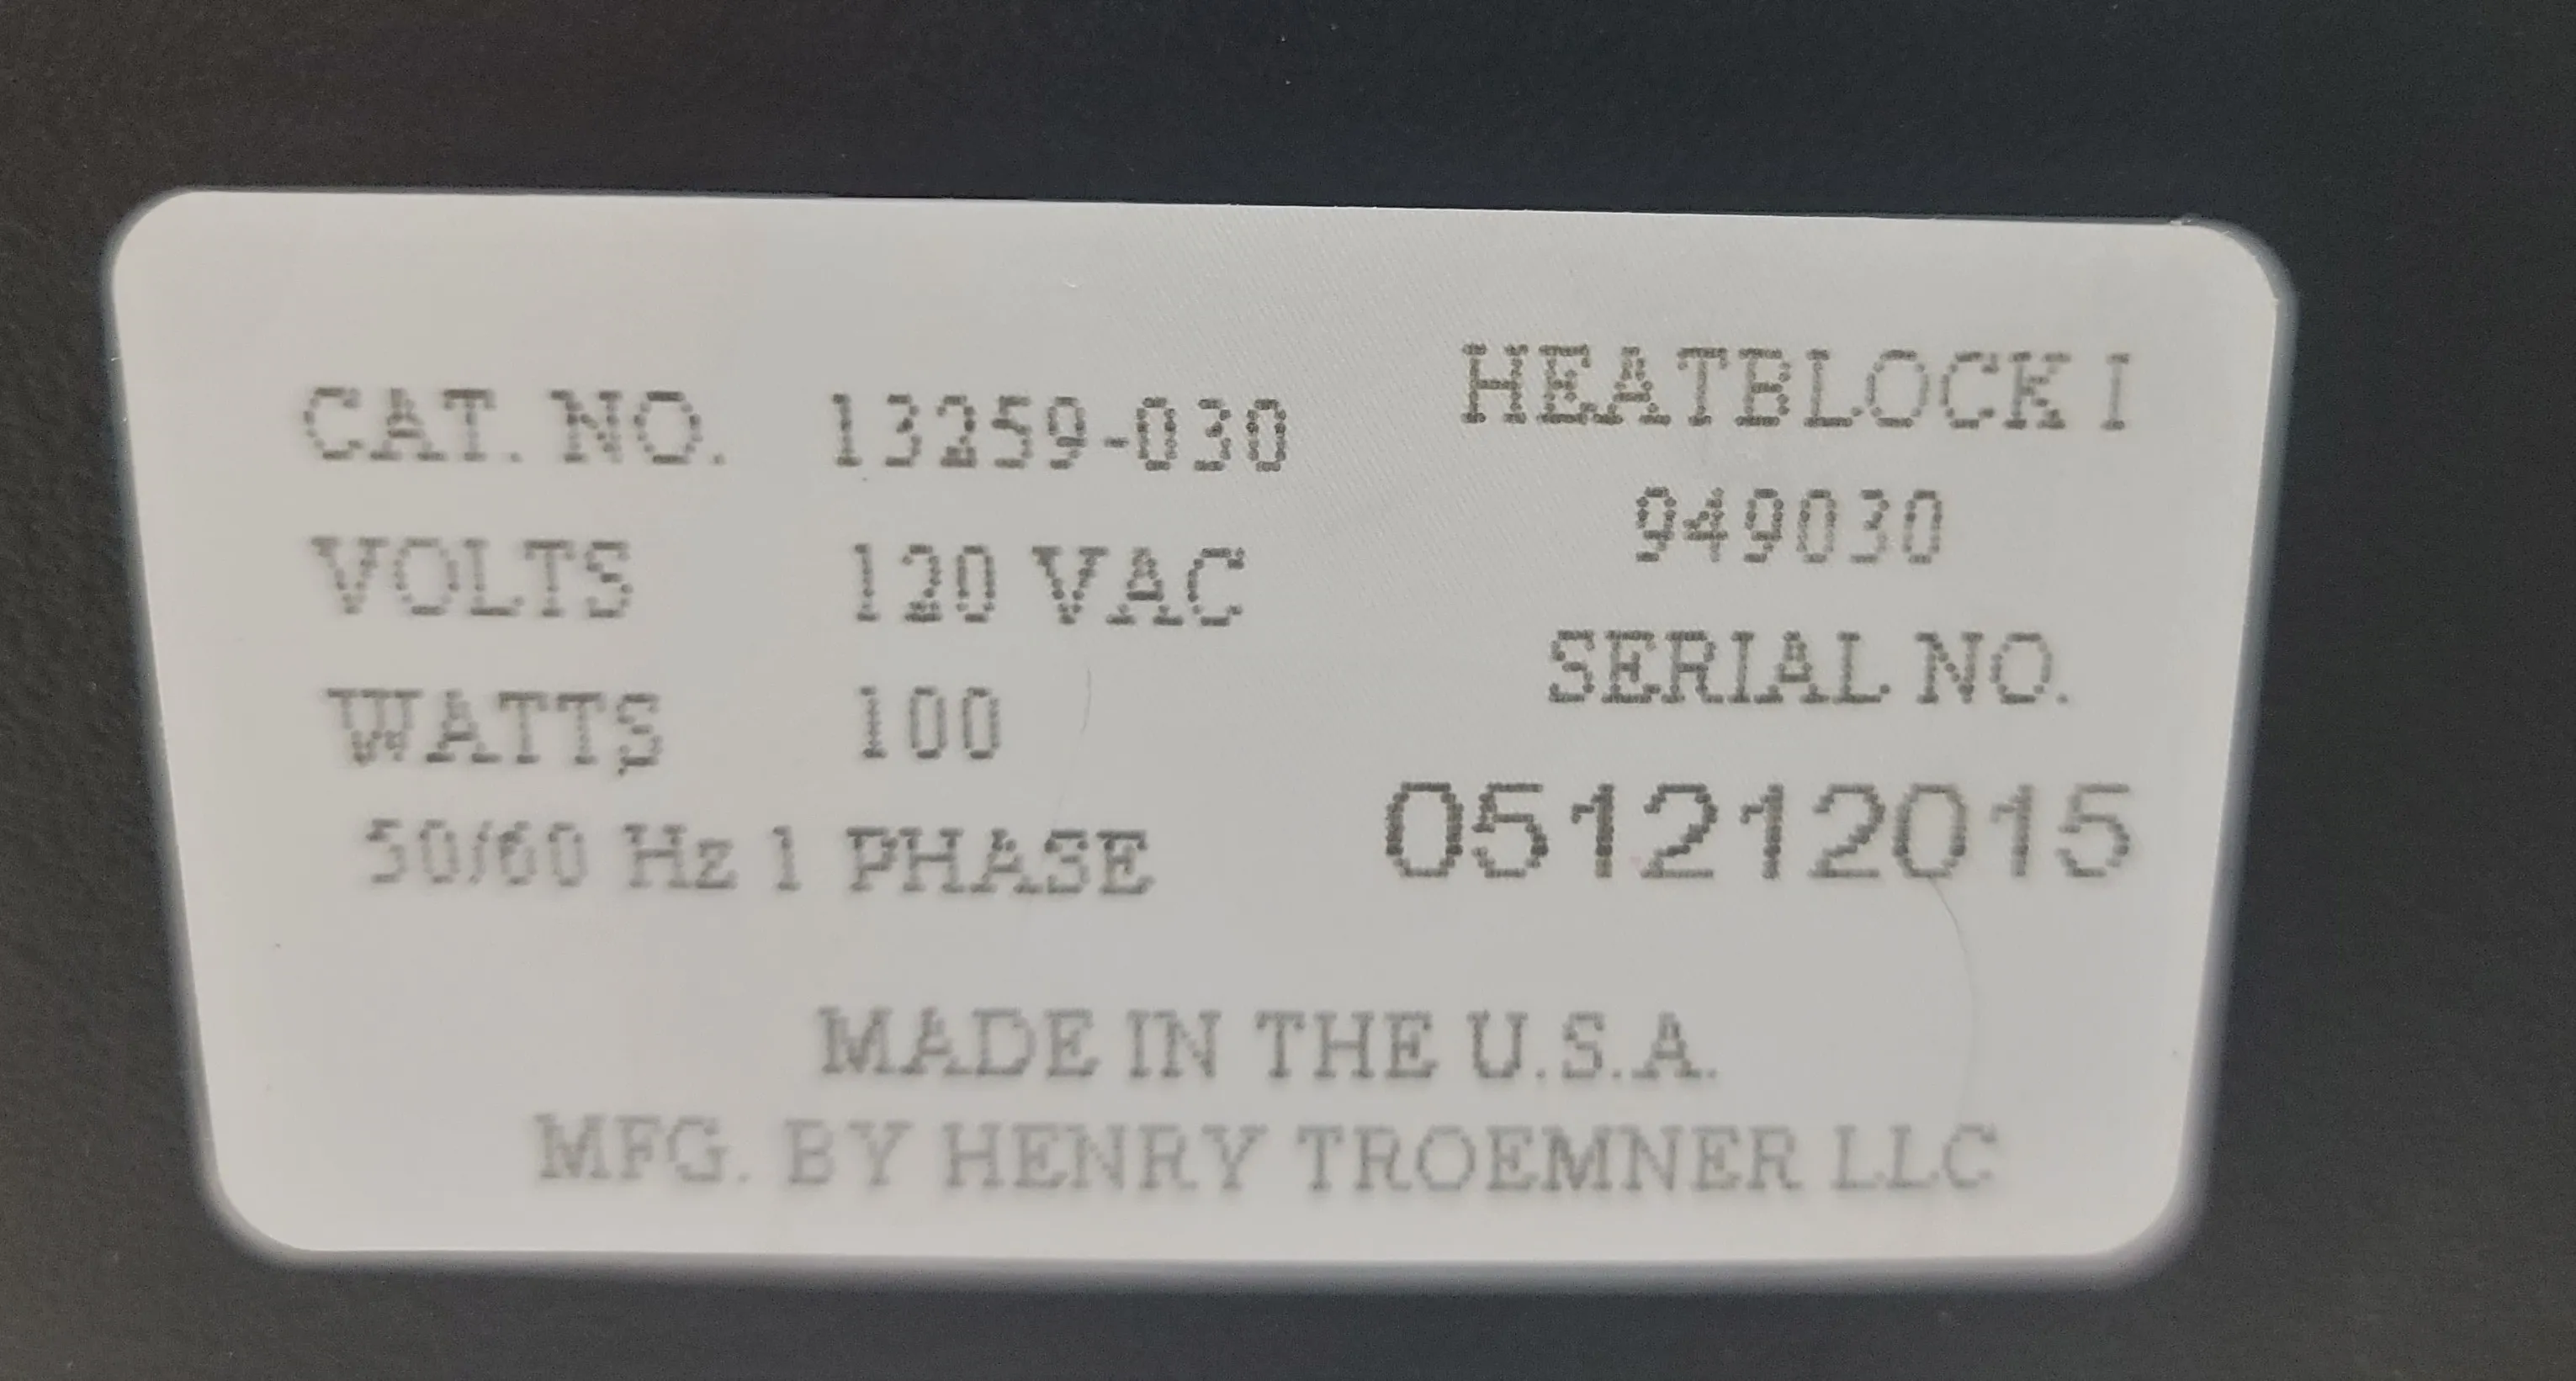 HEATBLOCK I
CAT. NO. 13259-030
949030
VOLTS 120 VAC
SERIAL NO.
WATTS 100
051212015
50/60 Hz 1 PHASE
MADE IN THE U.S.A.
MFG. BY HENRY TROEMNER LLC